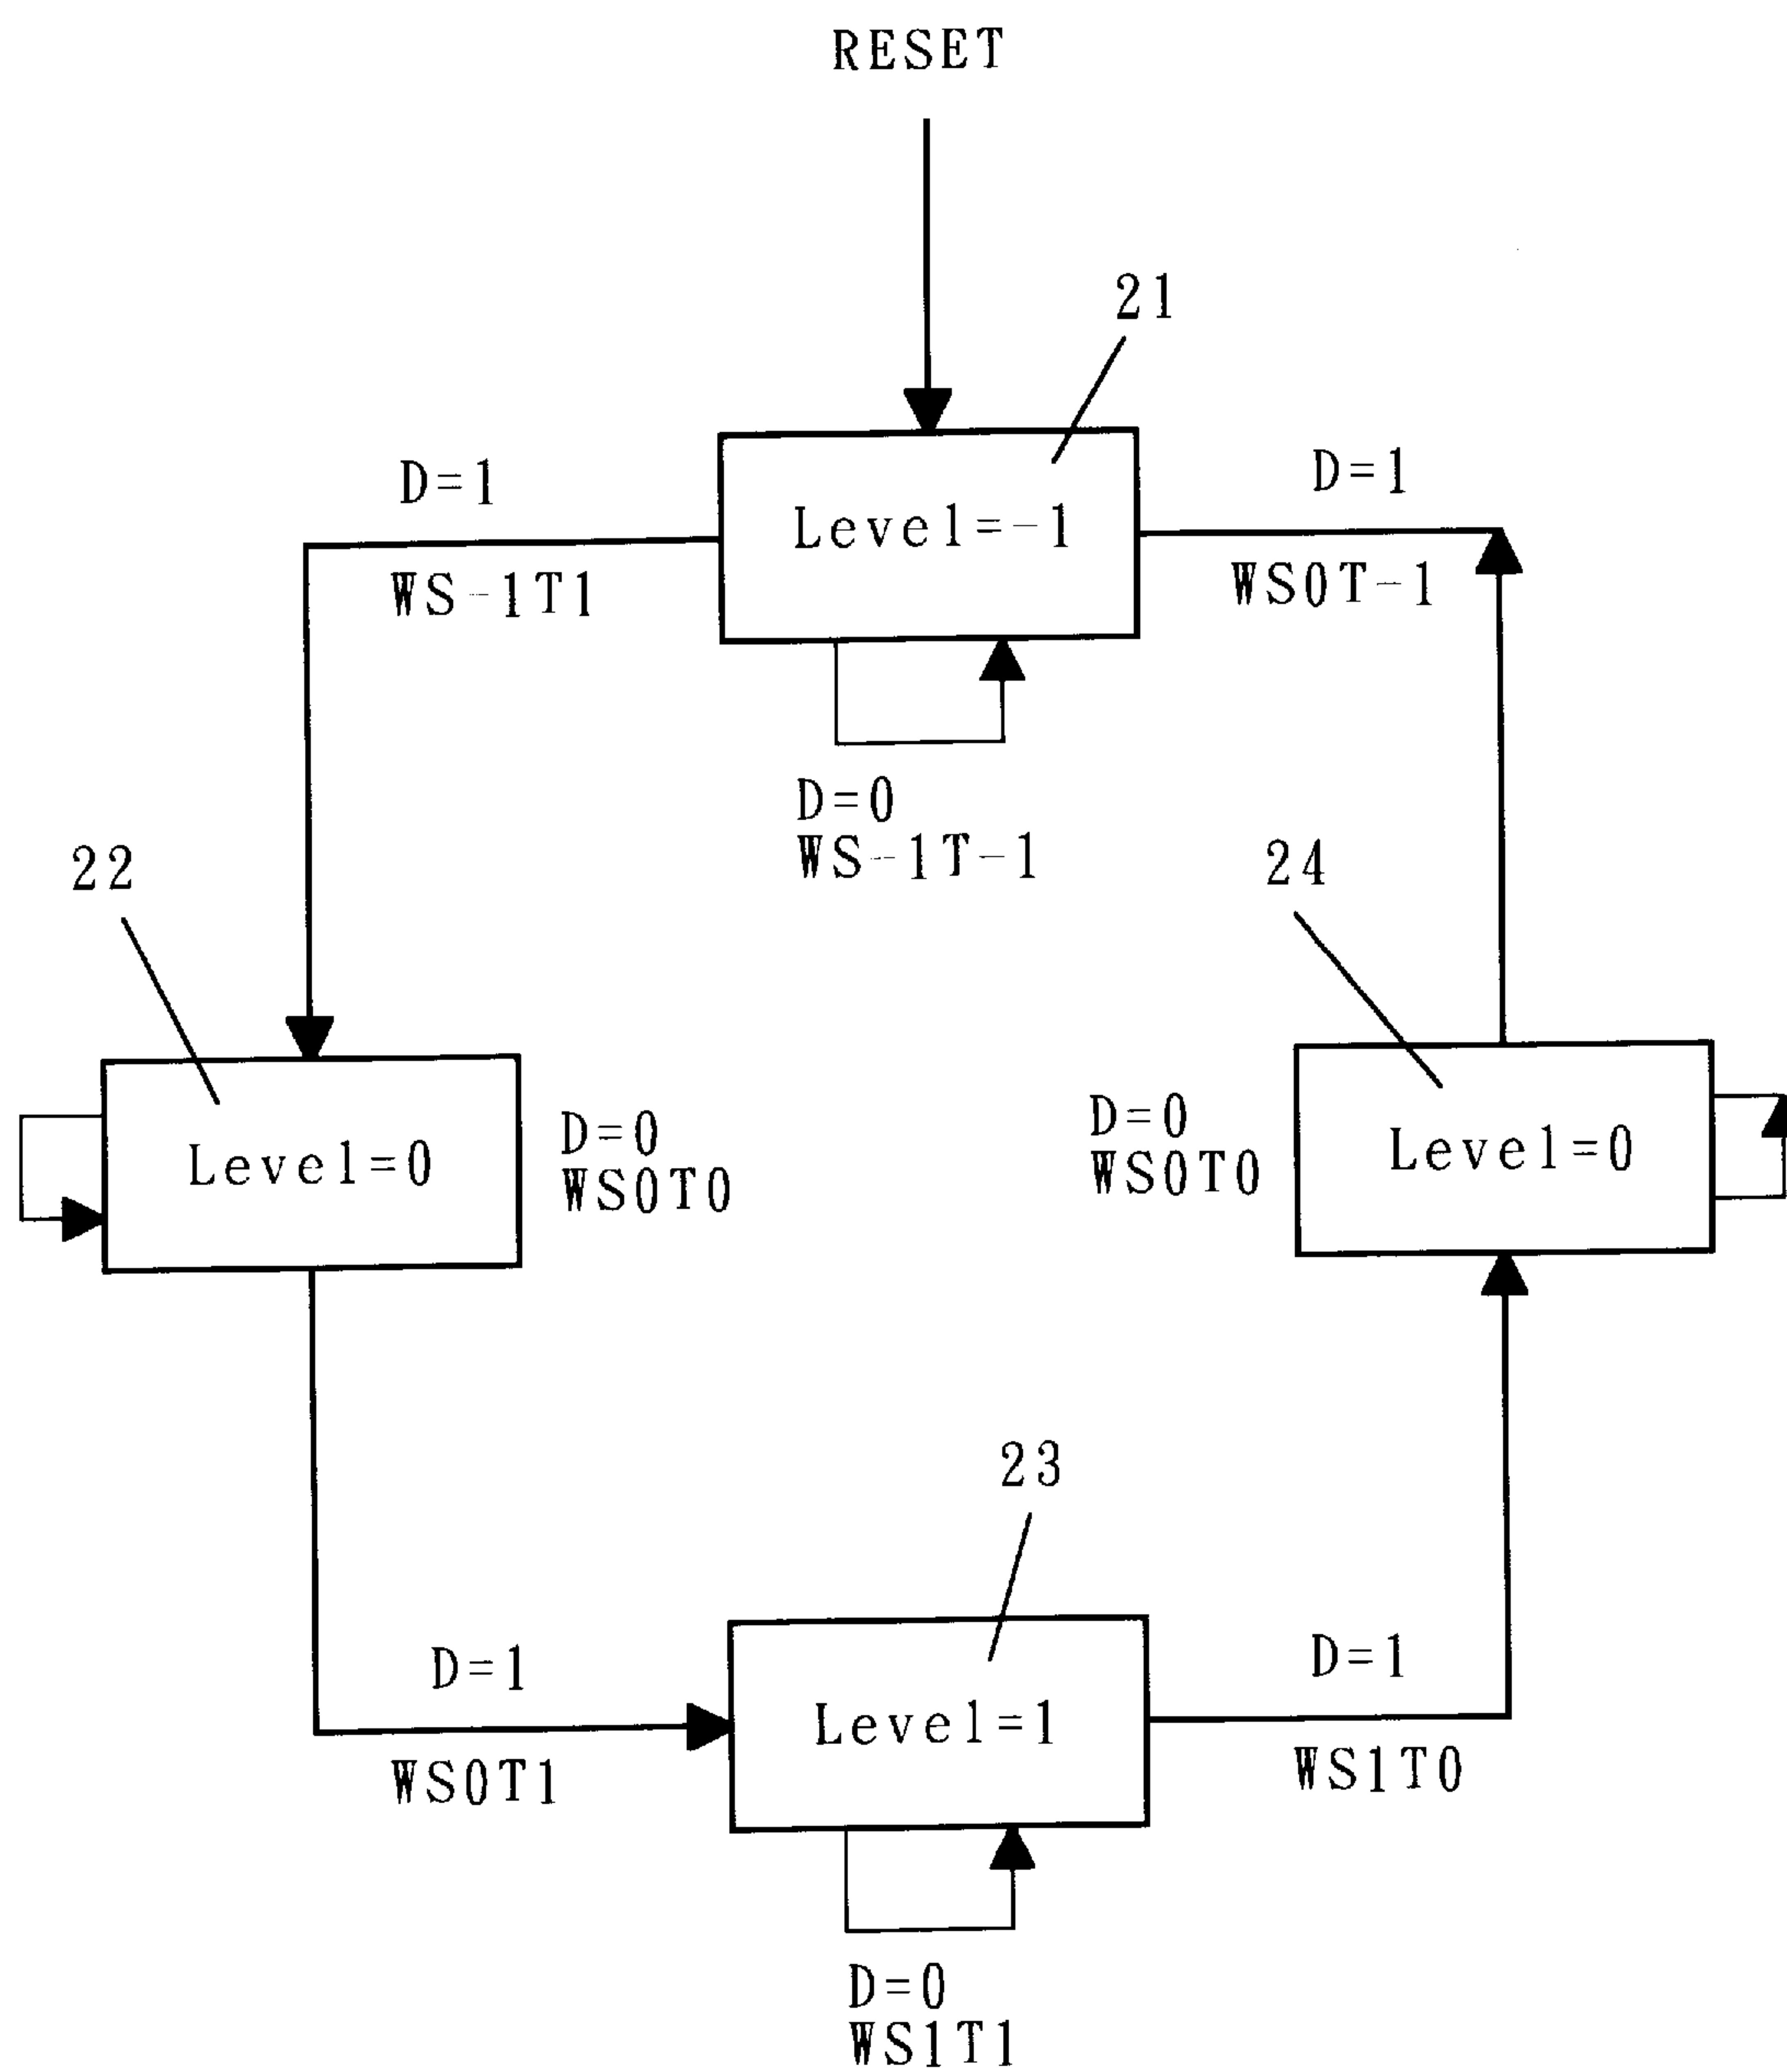 RESET
21
D=1
D=1
Level=-1
WS-1T1
WS0T-1
D=0
WS-1T-1
22
24
D=0
WS0T0
Level=0
D=0
WS0T0
Level=0
23
D=1
D=1
Level=1
WS0T1
WS1T0
D=0
WS1T1